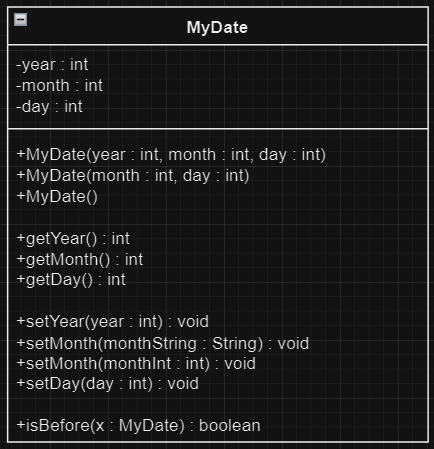 MyDate
-year : int
-month : int
-day : int
+MyDate(year : int, month : int, day : int)
+MyDate(month : int, day : int)
+MyDate()
+getYear() : int
+getMonth() : int
+getDay() : int
+setYear(year : int) : void
+setMonth(monthString : String) : void
+setMonth(monthInt : int) : void
+setDay(day : int) : void
+isBefore(x : MyDate) : boolean